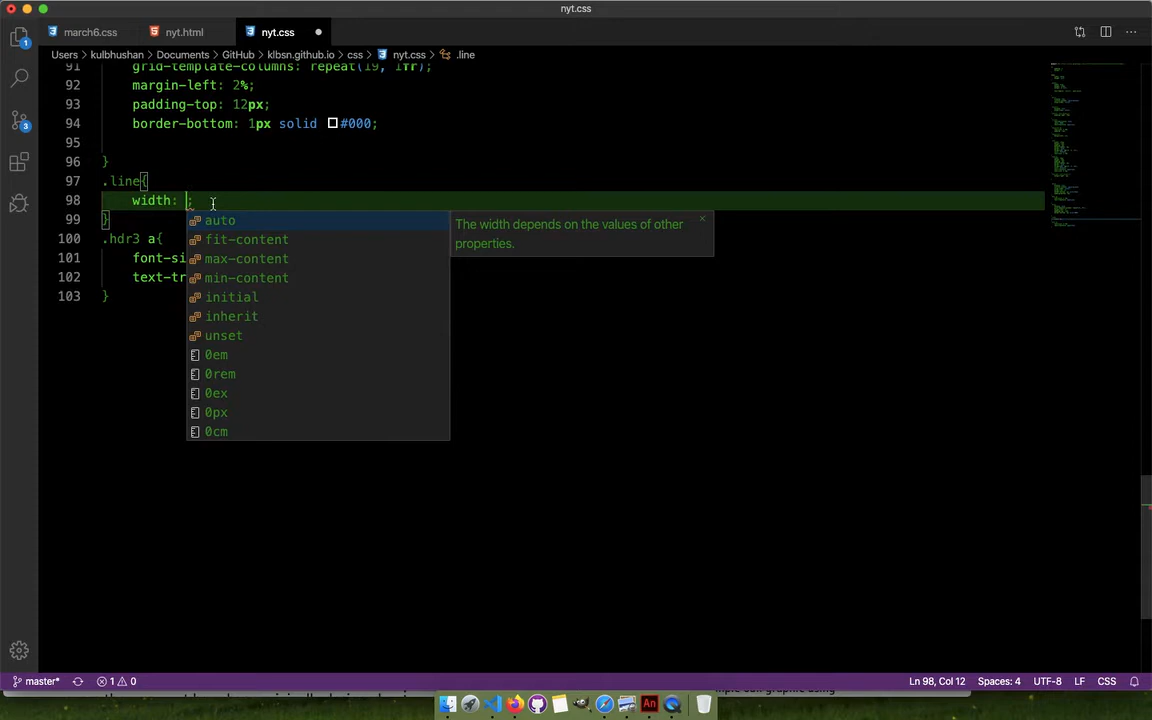 nyt.css
march6.css
nyt.html
nyt.css
Users > kulbhushan > Documents > GitHub > klbsn.github.io > css > nyt.css > .line
91 grid-template-columns: repeat(19, 1fr);
92 margin-left: 2%;
93 padding-top: 12px;
94 border-bottom: 1px solid #000;
95
96 }
97 .line{
98 width: ;
99 }
100 .hdr3 a{
101 font-si
102 text-tr
103 }
auto
fit-content
max-content
min-content
initial
inherit
unset
0em
0rem
0ex
0px
0cm
The width depends on the values of other
properties.
1
3
master*
1 0
Ln 98, Col 12
Spaces: 4
UTF-8
LF
CSS
An